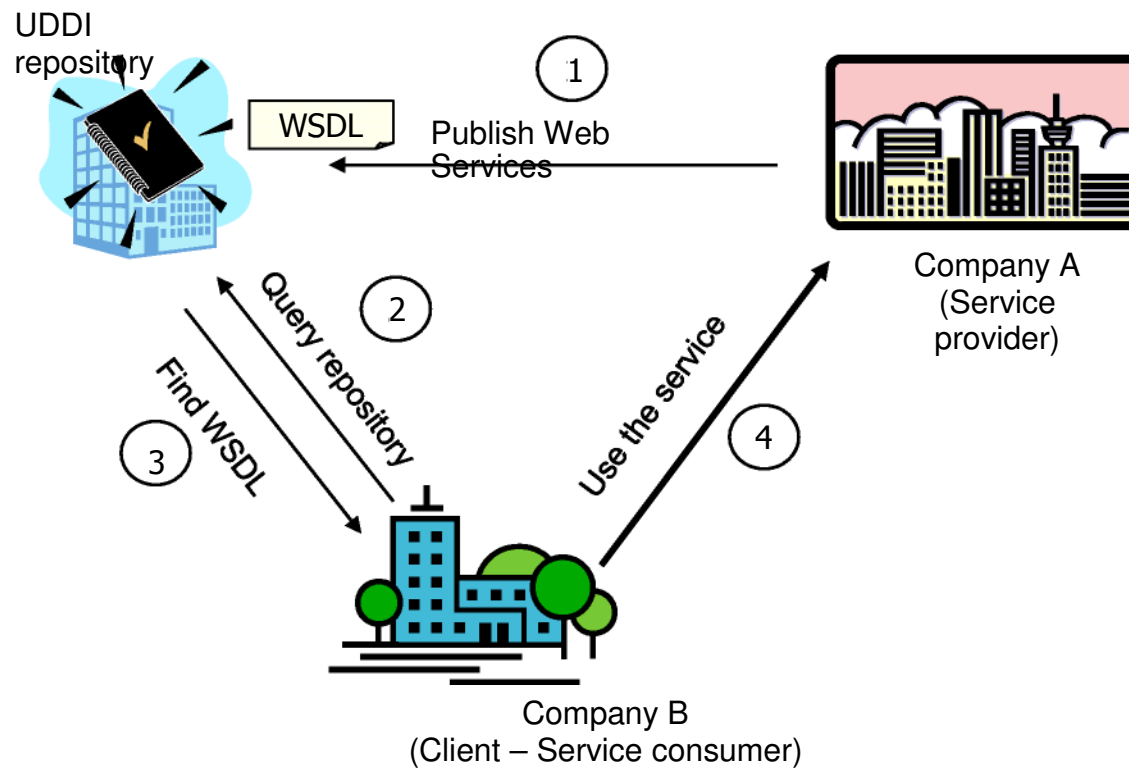 UDDI
repository
WSDL
1
Publish Web
Services
Company A
(Service
provider)
Query repository
2
Find WSDL
3
Use the service
4
Company B
(Client – Service consumer)